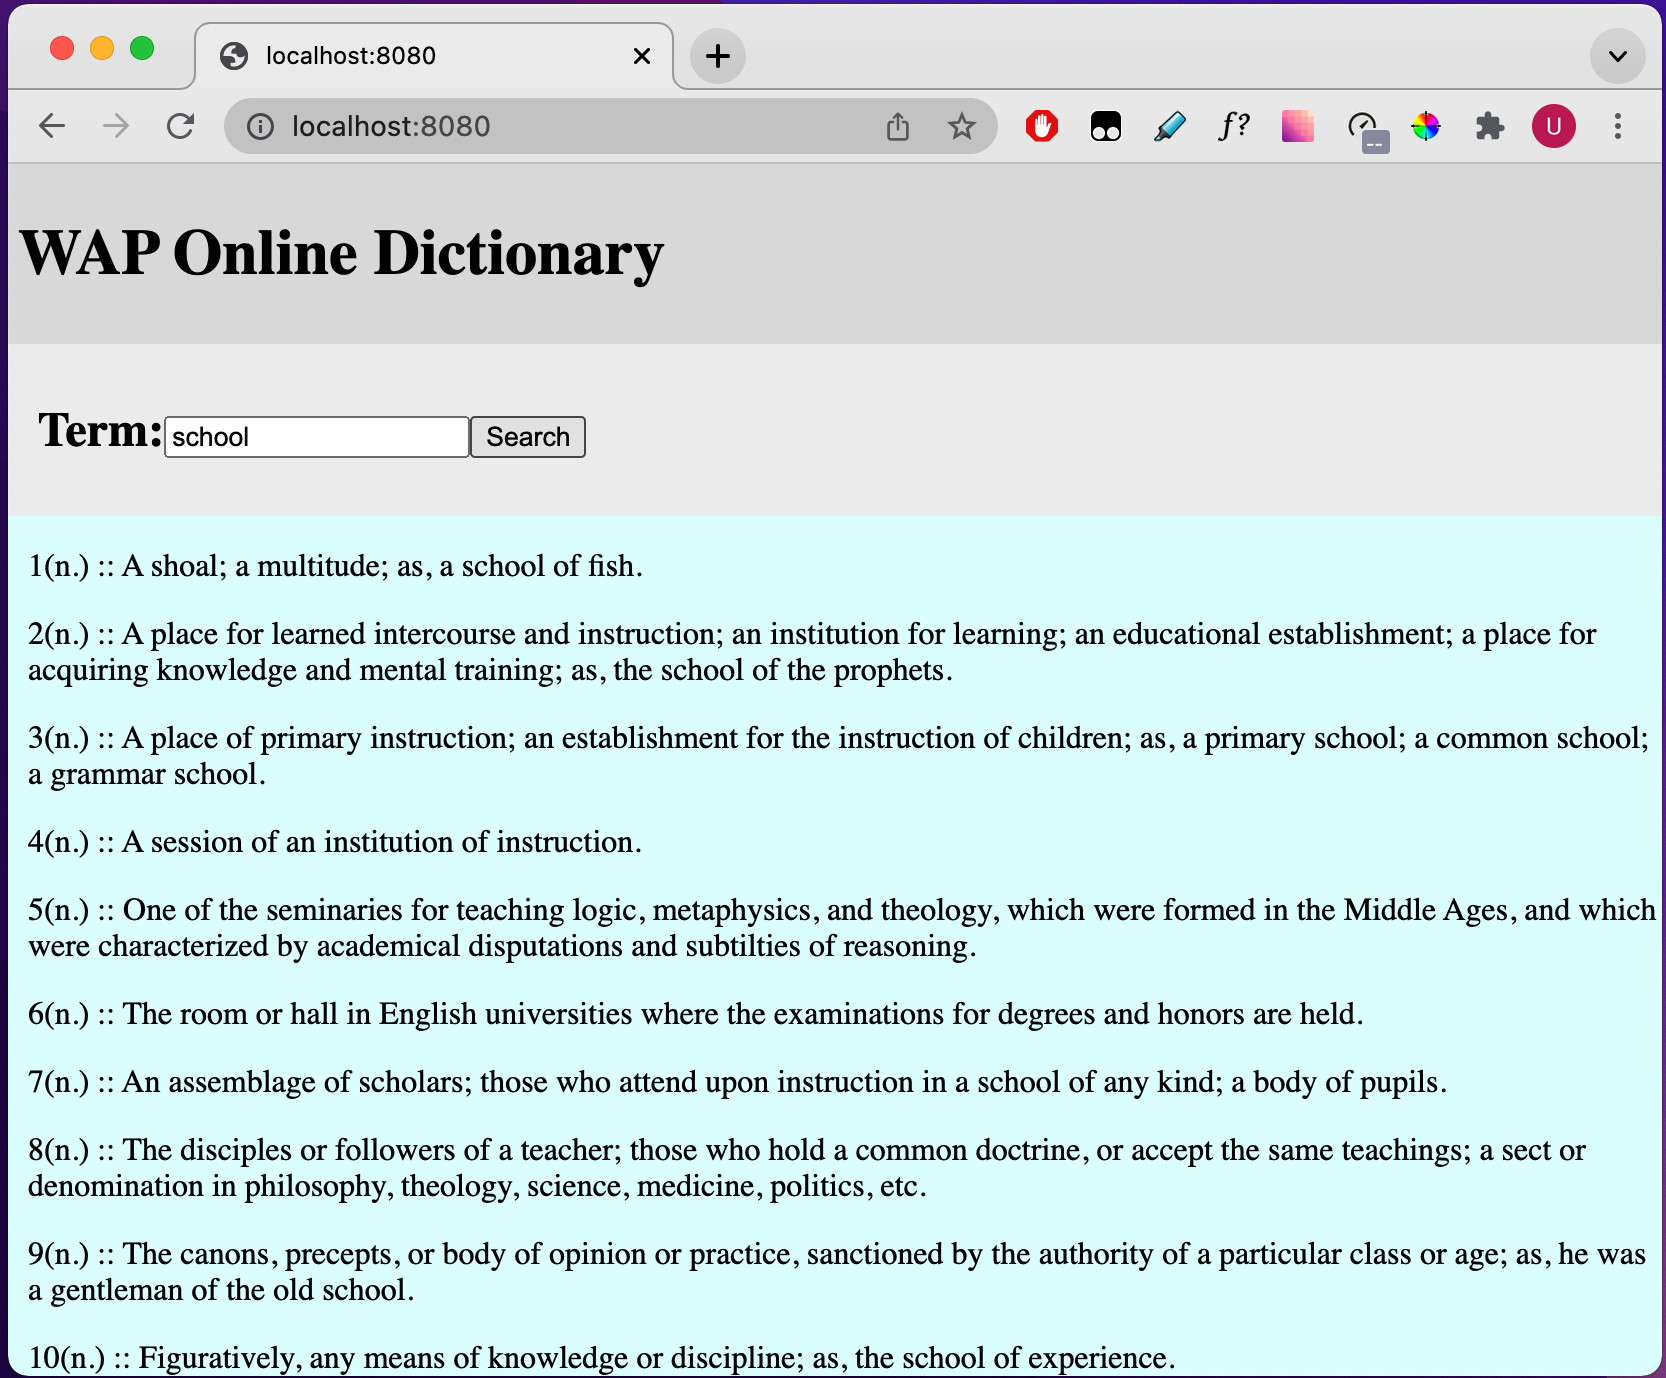 localhost:8080
localhost:8080
f?
--
U
WAP Online Dictionary
Term: school Search
1(n.) :: A shoal; a multitude; as, a school of fish.
2(n.) :: A place for learned intercourse and instruction; an institution for learning; an educational establishment; a place for
acquiring knowledge and mental training; as, the school of the prophets.
3(n.) :: A place of primary instruction; an establishment for the instruction of children; as, a primary school; a common school;
a grammar school.
4(n.) :: A session of an institution of instruction.
5(n.) :: One of the seminaries for teaching logic, metaphysics, and theology, which were formed in the Middle Ages, and which
were characterized by academical disputations and subtilties of reasoning.
6(n.) :: The room or hall in English universities where the examinations for degrees and honors are held.
7(n.) :: An assemblage of scholars; those who attend upon instruction in a school of any kind; a body of pupils.
8(n.) :: The disciples or followers of a teacher; those who hold a common doctrine, or accept the same teachings; a sect or
denomination in philosophy, theology, science, medicine, politics, etc.
9(n.) :: The canons, precepts, or body of opinion or practice, sanctioned by the authority of a particular class or age; as, he was
a gentleman of the old school.
10(n.) :: Figuratively, any means of knowledge or discipline; as, the school of experience.